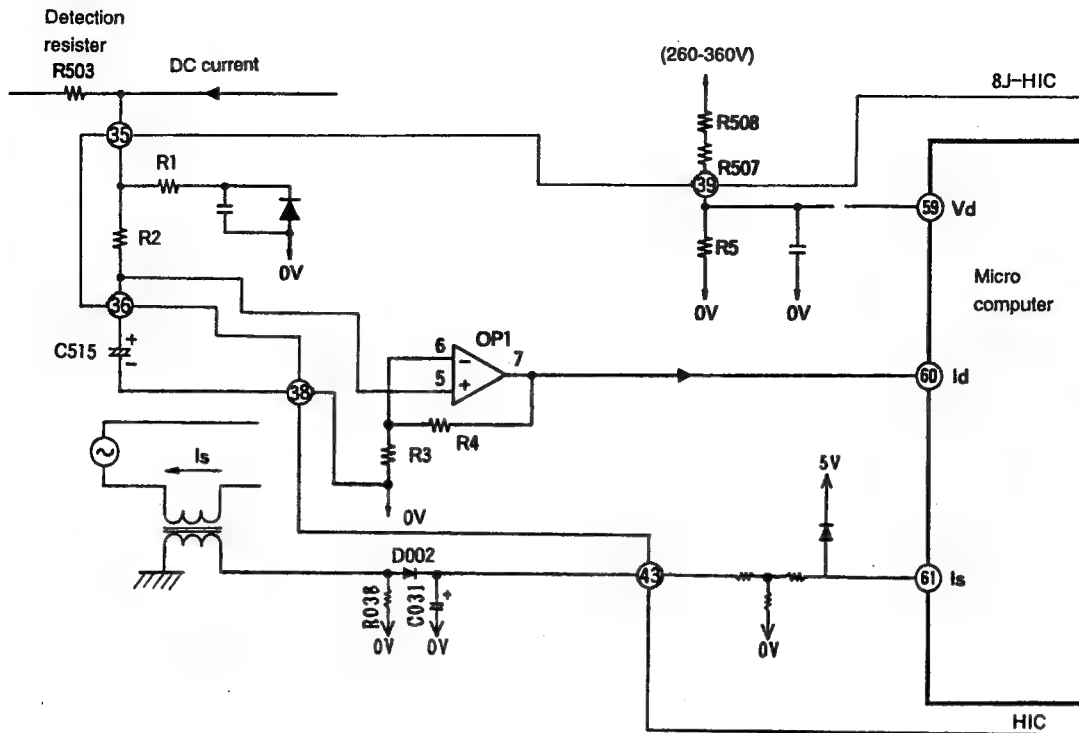 Detection
resister
R503
DC current
(260-360V)
8J-HIC
35
R508
R507
39
R1
59
Vd
R2
R5
0V
0V
0V
36
Micro
computer
C515
+
-
OP1
6
-
7
5
+
60
Id
38
R4
R3
Is
0V
5V
D002
43
61
Is
R038
C031
+
0V
0V
0V
HIC